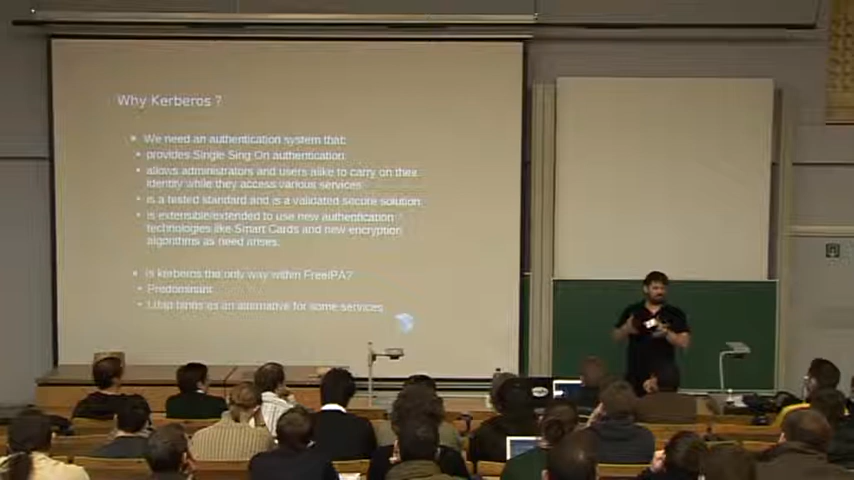 Why Kerberos ?
We need an authentication system that:
provides Single Sing On authentication.
allows administrators and users alike to carry on their
identity while they access various services.
is a tested standard and is a validated secure solution.
is extensible/extended to use new authentication
technologies like Smart Cards and new encryption
algorithms as need arises.
Is kerberos the only way within FreeIPA?
Predominant
Ldap binds as an alternative for some services